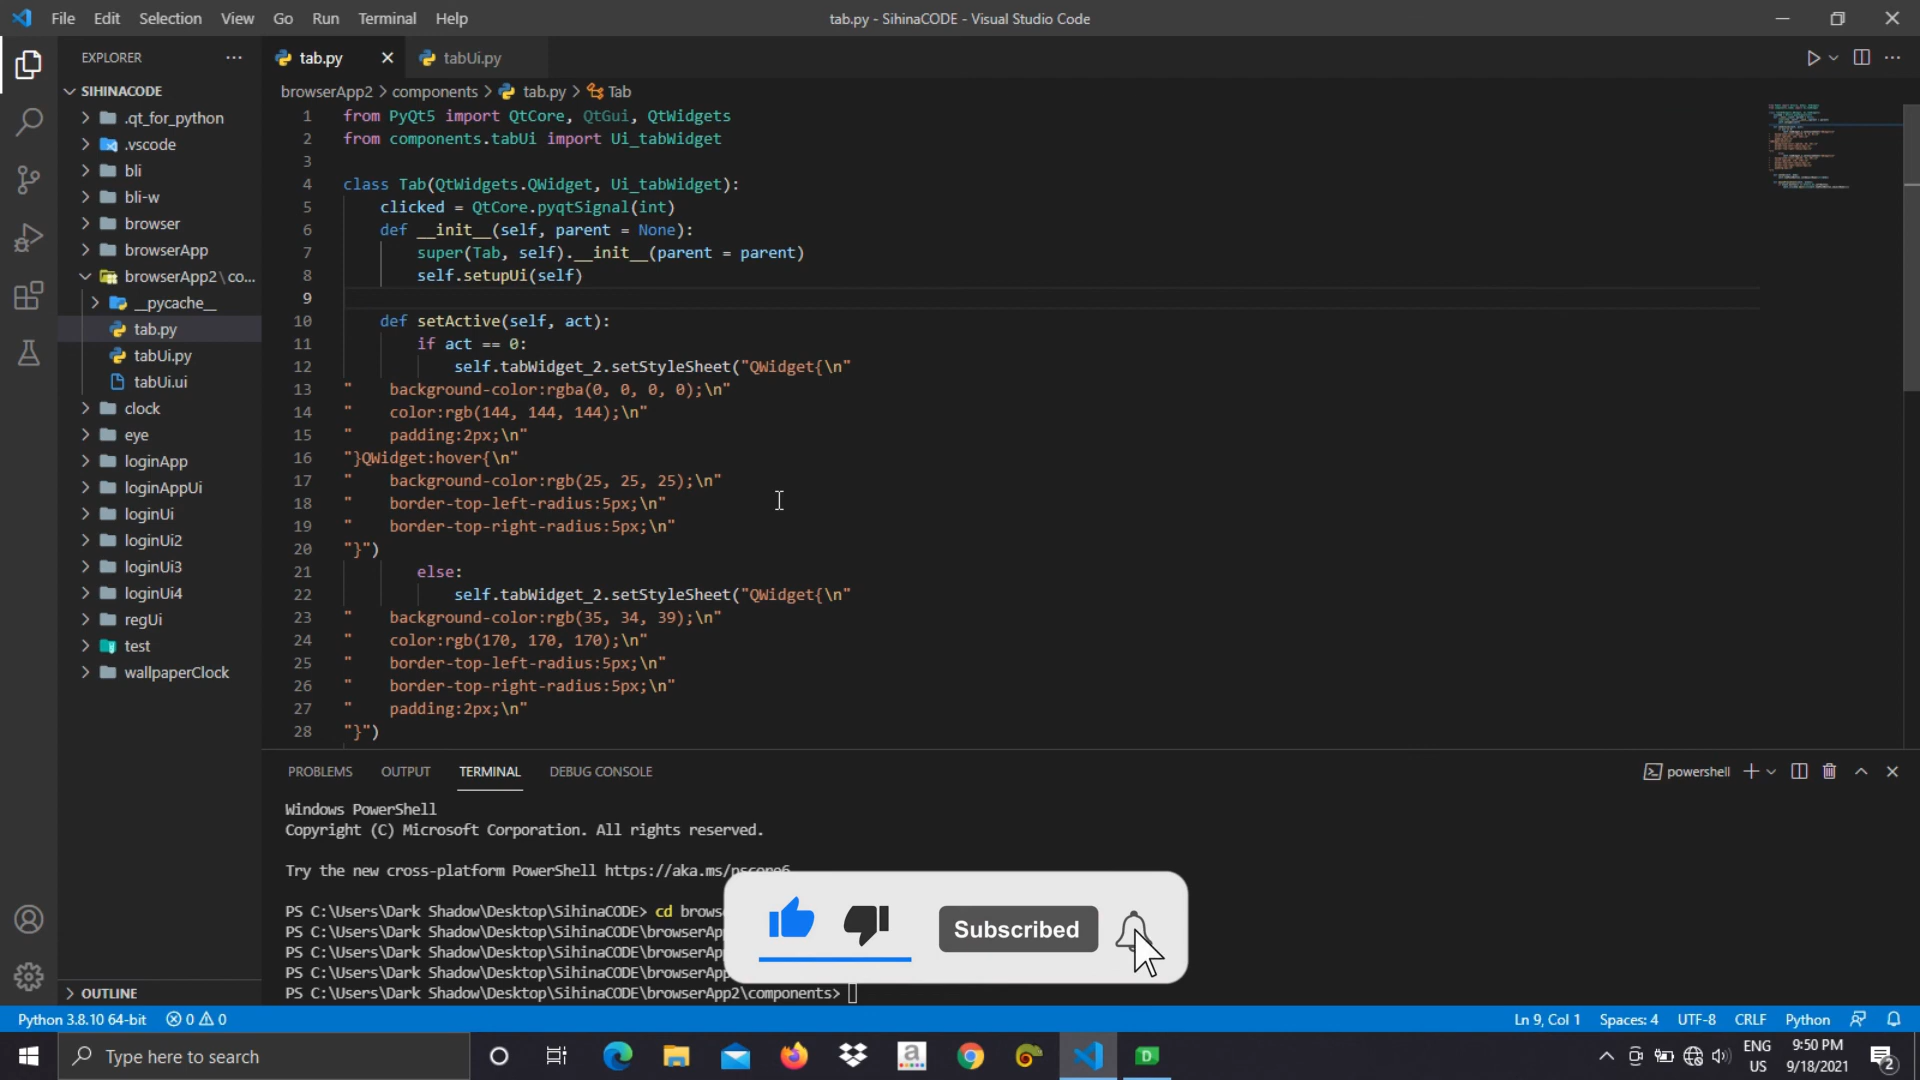 File Edit Selection View Go Run Terminal Help
tab.py - SihinaCODE - Visual Studio Code
EXPLORER
SIHINACODE
.qt_for_python
.vscode
bli
bli-w
browser
browserApp
browserApp2\co...
__pycache__
tab.py
tabUi.py
tabUi.ui
clock
eye
loginApp
loginAppUi
loginUi
loginUi2
loginUi3
loginUi4
regUi
test
wallpaperClock
OUTLINE
tab.py
tabUi.py
browserApp2 > components > tab.py > Tab
1 from PyQt5 import QtCore, QtGui, QtWidgets
2 from components.tabUi import Ui_tabWidget
3
4 class Tab(QtWidgets.QWidget, Ui_tabWidget):
5 clicked = QtCore.pyqtSignal(int)
6 def __init__(self, parent = None):
7 super(Tab, self).__init__(parent = parent)
8 self.setupUi(self)
9
10 def setActive(self, act):
11 if act == 0:
12 self.tabWidget_2.setStyleSheet("QWidget{\n"
13 " background-color:rgba(0, 0, 0, 0);\n"
14 " color:rgb(144, 144, 144);\n"
15 " padding:2px;\n"
16 "}QWidget:hover{\n"
17 " background-color:rgb(25, 25, 25);\n"
18 " border-top-left-radius:5px;\n"
19 " border-top-right-radius:5px;\n"
20 "}")
21 else:
22 self.tabWidget_2.setStyleSheet("QWidget{\n"
23 " background-color:rgb(35, 34, 39);\n"
24 " color:rgb(170, 170, 170);\n"
25 " border-top-left-radius:5px;\n"
26 " border-top-right-radius:5px;\n"
27 " padding:2px;\n"
28 "}")
PROBLEMS OUTPUT TERMINAL DEBUG CONSOLE
powershell
Windows PowerShell
Copyright (C) Microsoft Corporation. All rights reserved.
Try the new cross-platform PowerShell https://aka.ms/pscore6
PS C:\Users\Dark Shadow\Desktop\SihinaCODE> cd brows
PS C:\Users\Dark Shadow\Desktop\SihinaCODE\browserAp
PS C:\Users\Dark Shadow\Desktop\SihinaCODE\browserAp
PS C:\Users\Dark Shadow\Desktop\SihinaCODE\browserAp
PS C:\Users\Dark Shadow\Desktop\SihinaCODE\browserApp2\components>
Subscribed
Python 3.8.10 64-bit 0 0
Ln 9, Col 1 Spaces: 4 UTF-8 CRLF Python
Type here to search
ENG
US
9:50 PM
9/18/2021
2